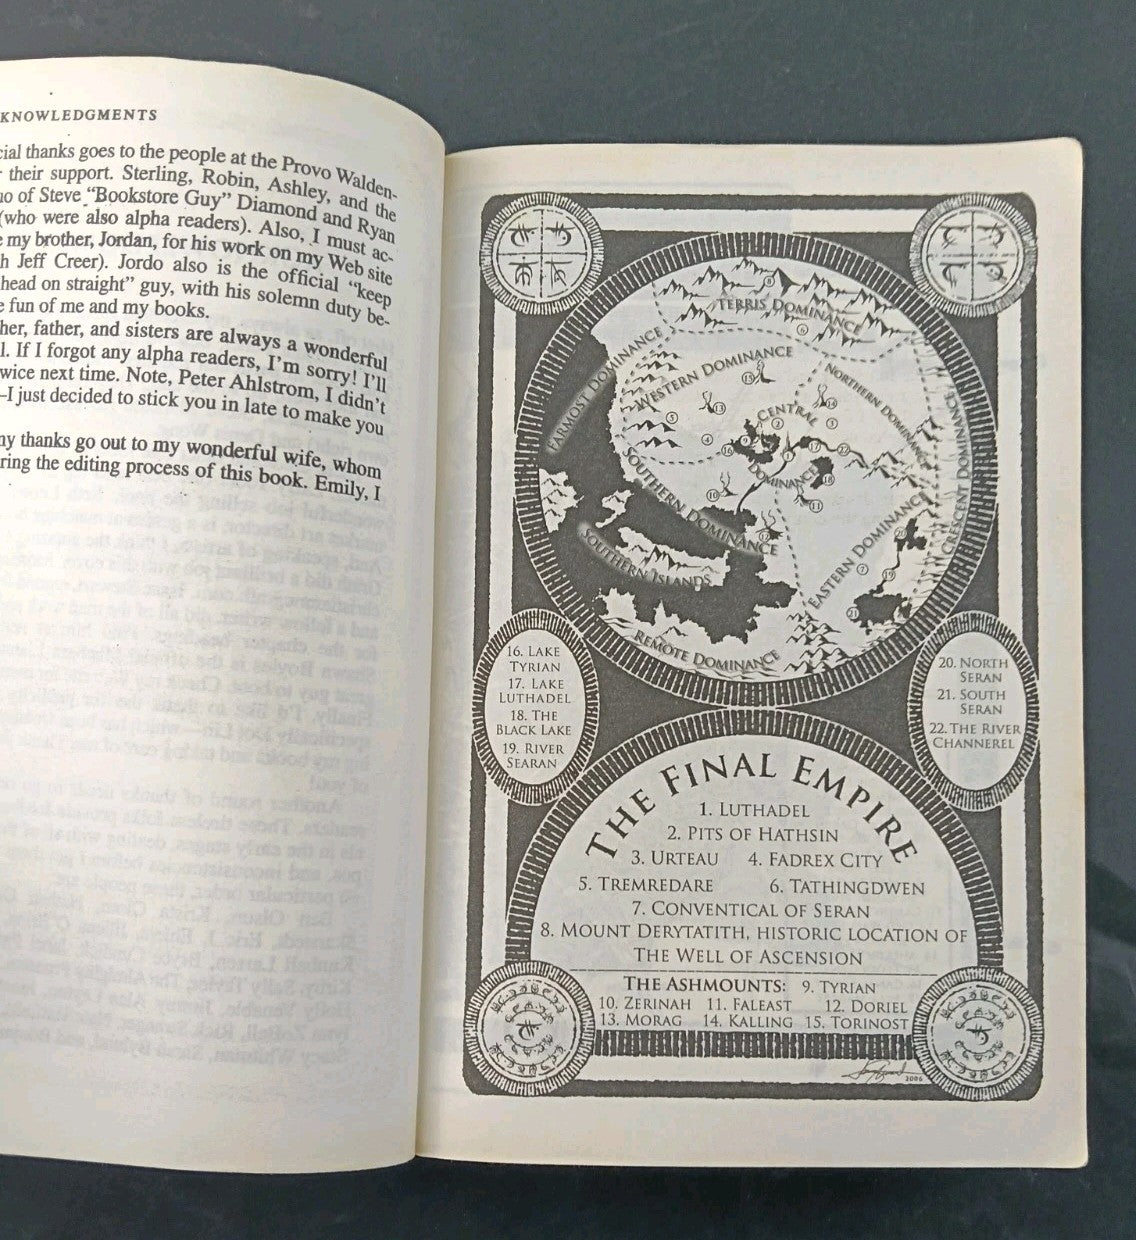 KNOWLEDGMENTS
cial thanks goes to the people at the Provo Walden-
their support. Sterling, Robin, Ashley, and the
uo of Steve "Bookstore Guy" Diamond and Ryan
(who were also alpha readers). Also, I must ac-
e my brother, Jordan, for his work on my Web site
h Jeff Creer). Jordo also is the official "keep
head on straight" guy, with his solemn duty be-
e fun of me and my books.
her, father, and sisters are always a wonderful
l. If I forgot any alpha readers, I'm sorry! I'll
wice next time. Note, Peter Ahlstrom, I didn't
—I just decided to stick you in late to make you
ny thanks go out to my wonderful wife, whom
ring the editing process of this book. Emily, I
TERRIS DOMINANCE
FARMOST DOMINANCE
WESTERN DOMINANCE
NORTHERN DOMINANCE
CENTRAL
DOMINANCE
CRESCENT DOMINANCE
SOUTHERN DOMINANCE
EASTERN DOMINANCE
SOUTHERN ISLANDS
REMOTE DOMINANCE
16. LAKE
TYRIAN
17. LAKE
LUTHADEL
18. THE
BLACK LAKE
19. RIVER
SEARAN
20. NORTH
SERAN
21. SOUTH
SERAN
22. THE RIVER
CHANNEREL
THE FINAL EMPIRE
1. LUTHADEL
2. PITS OF HATHSIN
3. URTEAU 4. FADREX CITY
5. TREMREDARE 6. TATHINGDWEN
7. CONVENTICAL OF SERAN
8. MOUNT DERYTATITH, HISTORIC LOCATION OF
THE WELL OF ASCENSION
THE ASHMOUNTS: 9. TYRIAN
10. ZERINAH 11. FALEAST 12. DORIEL
13. MORAG 14. KALLING 15. TORINOST
2006